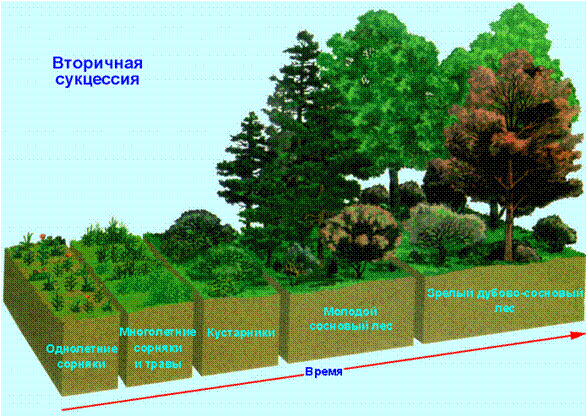 Вторичная
сукцессия
Однолетние
сорняки
Многолетние
сорняки
и травы
Кустарники
Молодой
сосновый лес
Зрелый дубово-сосновый
лес
Время